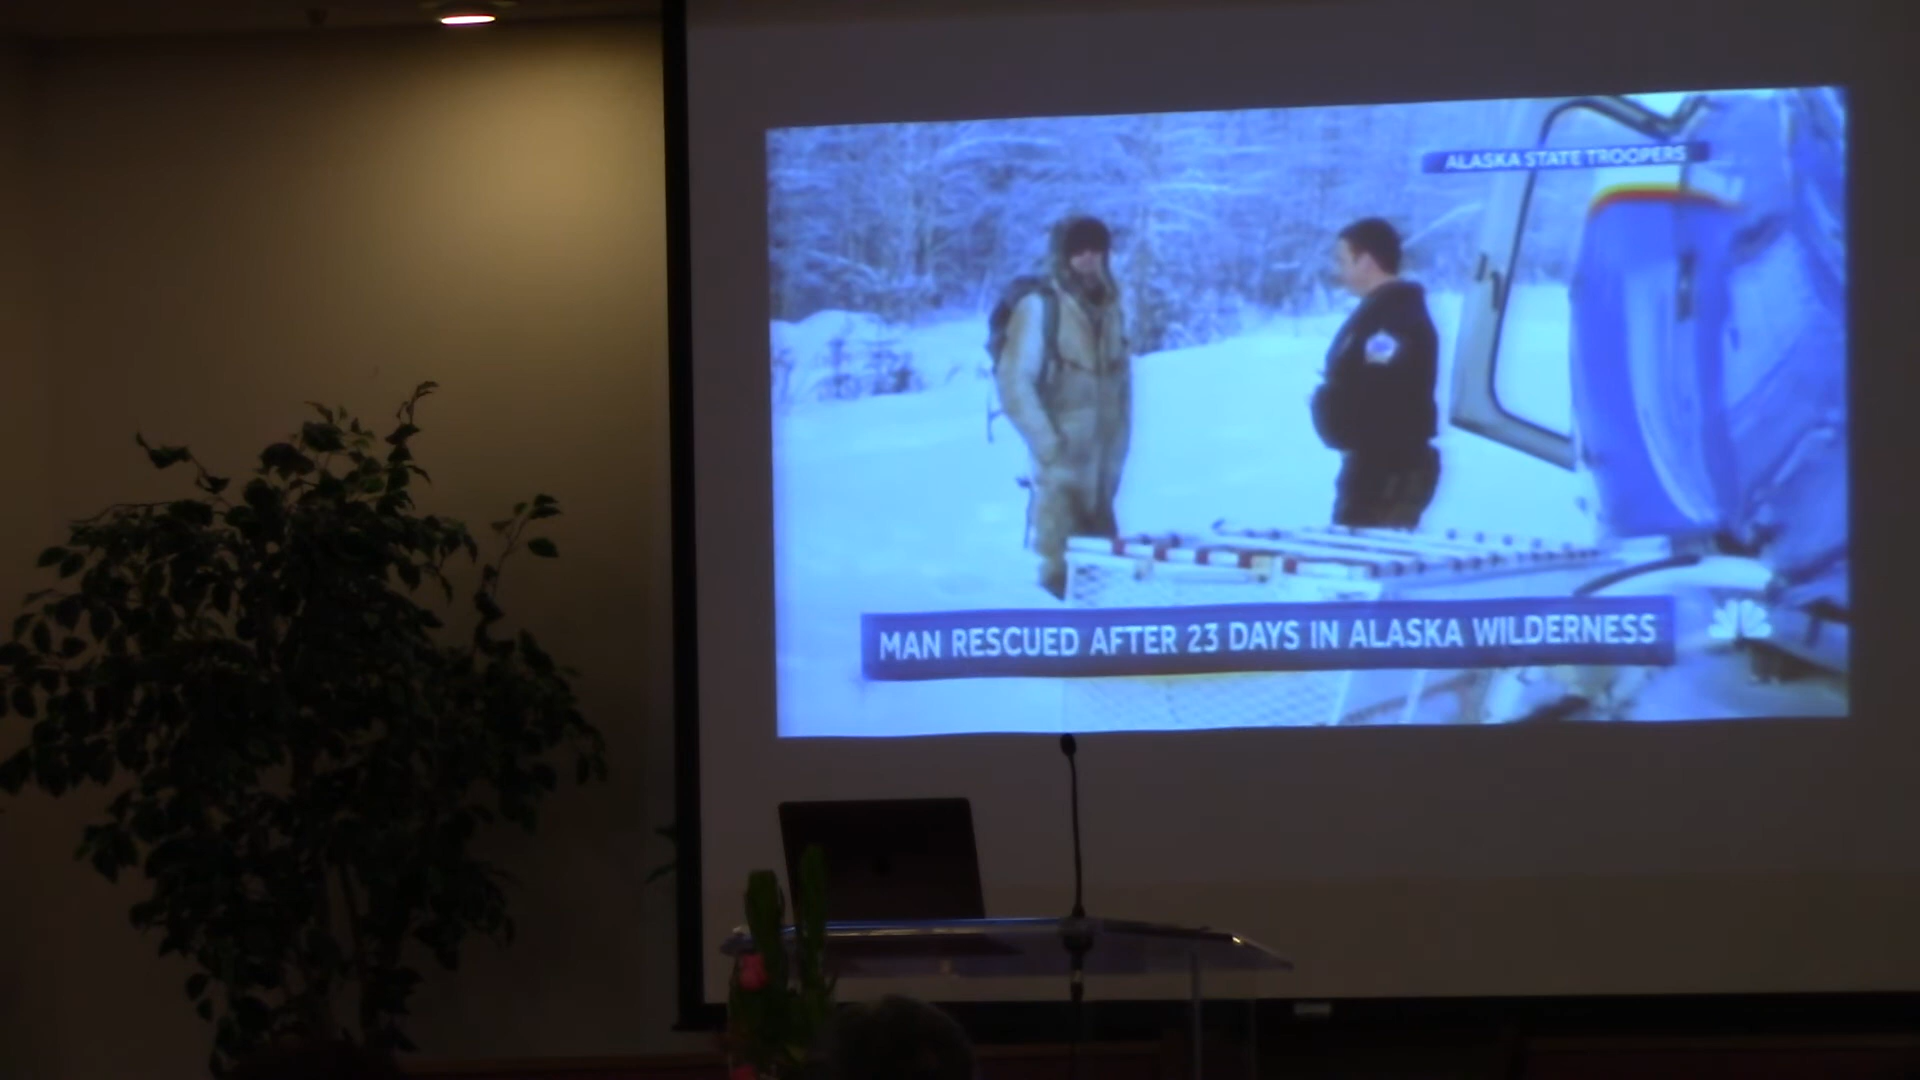 ALASKA STATE TROOPERS
MAN RESCUED AFTER 23 DAYS IN ALASKA WILDERNESS